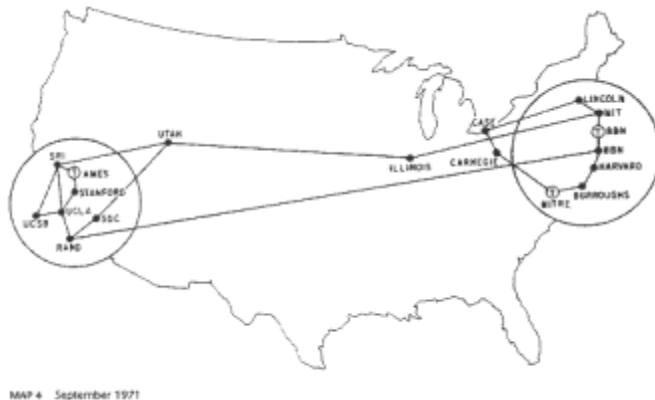 LINCOLN
MIT
CASE
T
BBN
UTAH
BBN
SRI
CARNEGIE
T
AMES
ILLINOIS
HARVARD
STANFORD
BURROUGHS
T
MITRE
UCLA
SDC
UCSB
RAND
MAP 4 September 1971